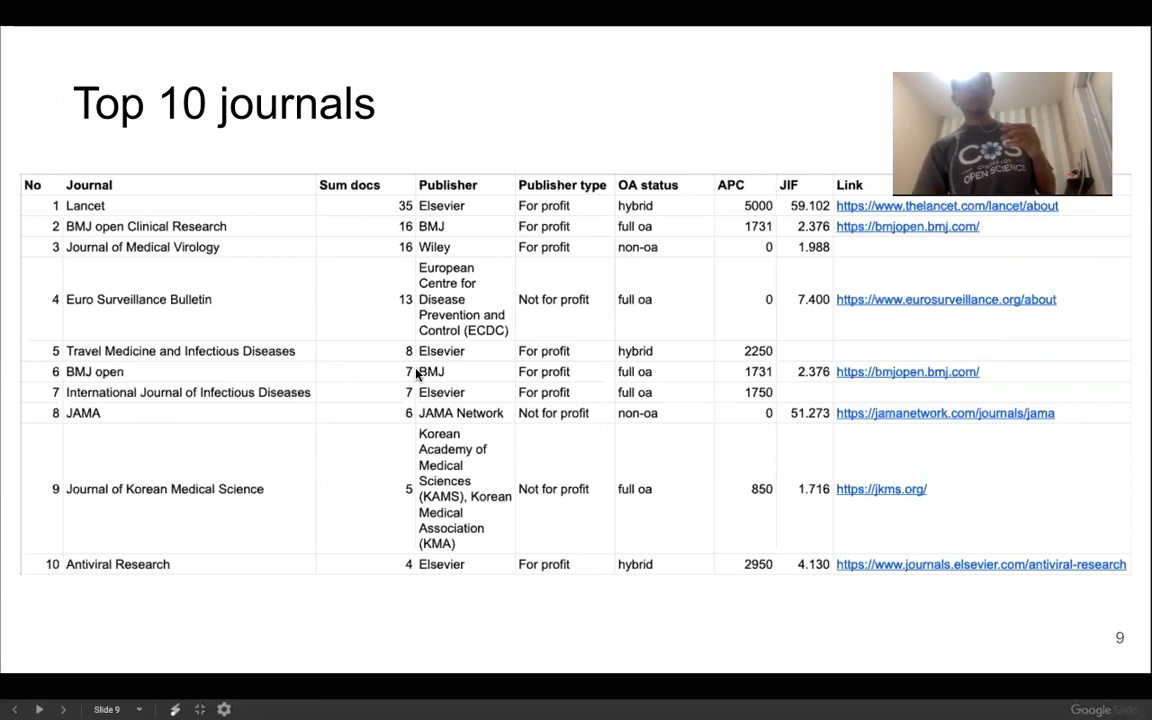 Top 10 journals
COS
CENTER FOR
OPEN SCIENCE
No Journal Sum docs Publisher Publisher type OA status APC JIF Link
1 Lancet 35 Elsevier For profit hybrid 5000 59.102 https://www.thelancet.com/lancet/about
2 BMJ open Clinical Research 16 BMJ For profit full oa 1731 2.376 https://bmjopen.bmj.com/
3 Journal of Medical Virology 16 Wiley For profit non-oa 0 1.988
4 Euro Surveillance Bulletin 13 European
Centre for
Disease
Prevention and
Control (ECDC) Not for profit full oa 0 7.400 https://www.eurosurveillance.org/about
5 Travel Medicine and Infectious Diseases 8 Elsevier For profit hybrid 2250
6 BMJ open 7 BMJ For profit full oa 1731 2.376 https://bmjopen.bmj.com/
7 International Journal of Infectious Diseases 7 Elsevier For profit full oa 1750
8 JAMA 6 JAMA Network Not for profit non-oa 0 51.273 https://jamanetwork.com/journals/jama
9 Journal of Korean Medical Science 5 Korean
Academy of
Medical
Sciences
(KAMS), Korean
Medical
Association
(KMA) Not for profit full oa 850 1.716 https://jkms.org/
10 Antiviral Research 4 Elsevier For profit hybrid 2950 4.130 https://www.journals.elsevier.com/antiviral-research
9
Slide 9
Google Slides